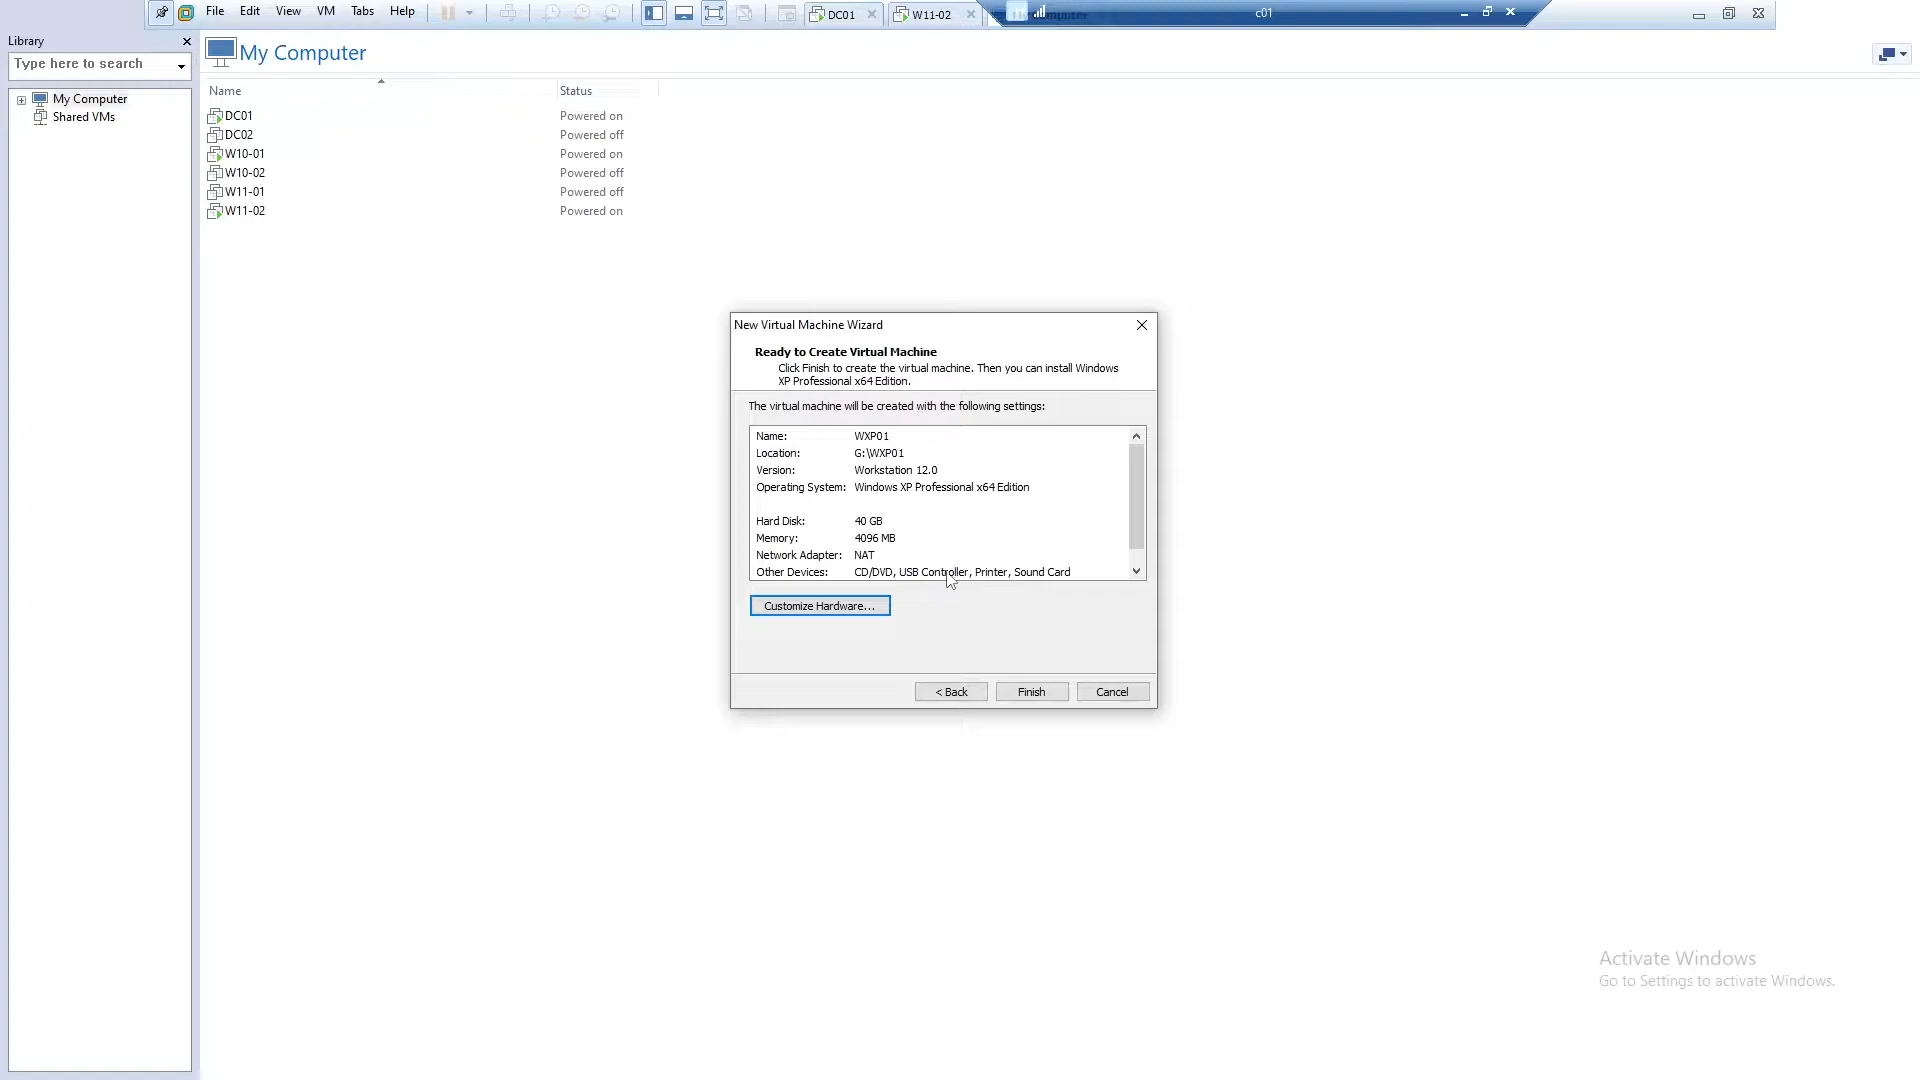 File Edit View VM Tabs Help
DC01
W11-02
c01
Library
Type here to search
My Computer
Shared VMs
My Computer
Name Status
DC01 Powered on
DC02 Powered off
W10-01 Powered on
W10-02 Powered off
W11-01 Powered off
W11-02 Powered on
New Virtual Machine Wizard
Ready to Create Virtual Machine
Click Finish to create the virtual machine. Then you can install Windows
XP Professional x64 Edition.
The virtual machine will be created with the following settings:
Name: WXP01
Location: G:\WXP01
Version: Workstation 12.0
Operating System: Windows XP Professional x64 Edition
Hard Disk: 40 GB
Memory: 4096 MB
Network Adapter: NAT
Other Devices: CD/DVD, USB Controller, Printer, Sound Card
Customize Hardware...
< Back Finish Cancel
Activate Windows
Go to Settings to activate Windows.